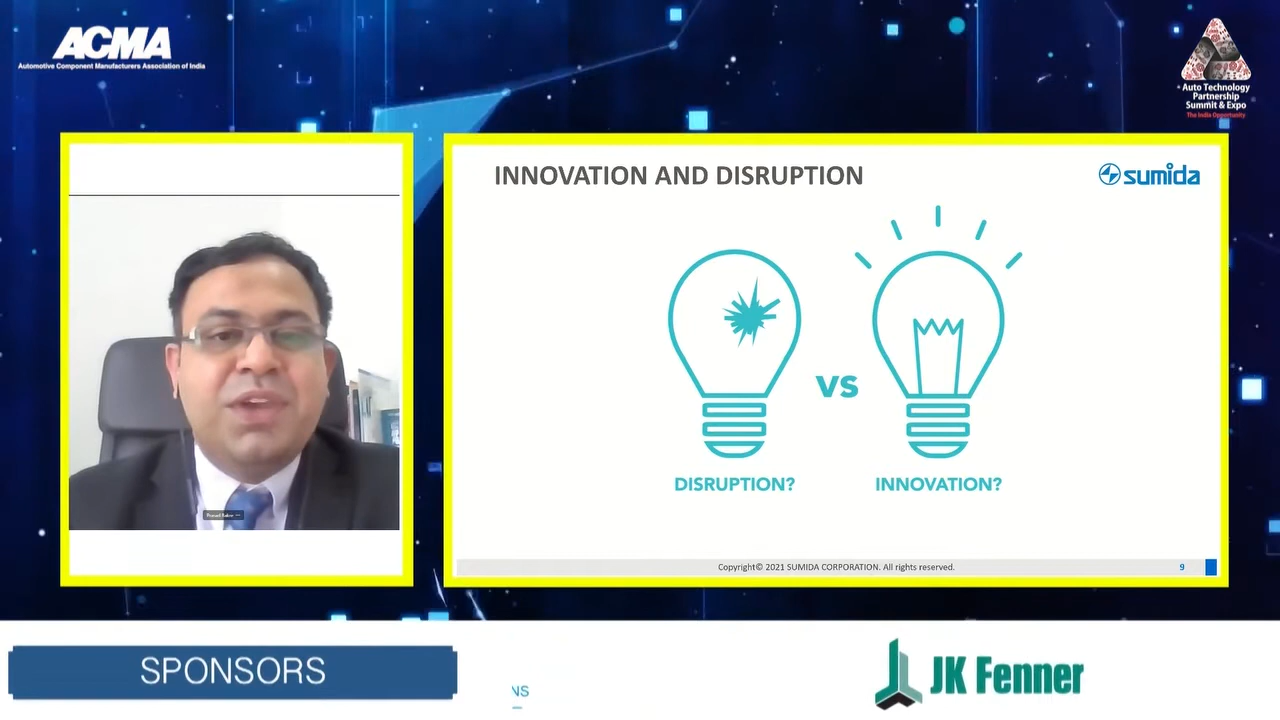 ACMA
Automotive Component Manufacturers Association of India
Auto Technology
Partnership
Summit & Expo
The India Opportunity
INNOVATION AND DISRUPTION
sumida
VS
DISRUPTION?
INNOVATION?
Copyright© 2021 SUMIDA CORPORATION. All rights reserved.
9
SPONSORS
NS
JK Fenner